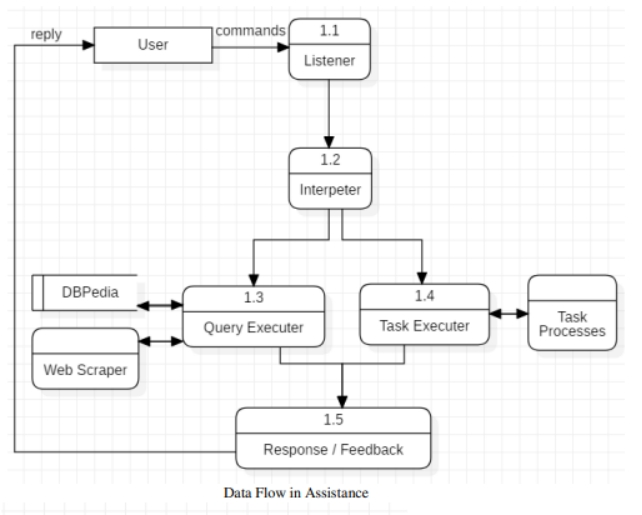 reply
User
commands
1.1
Listener
1.2
Interpeter
DBPedia
1.3
Query Executer
1.4
Task Executer
Task
Processes
Web Scraper
1.5
Response / Feedback
Data Flow in Assistance